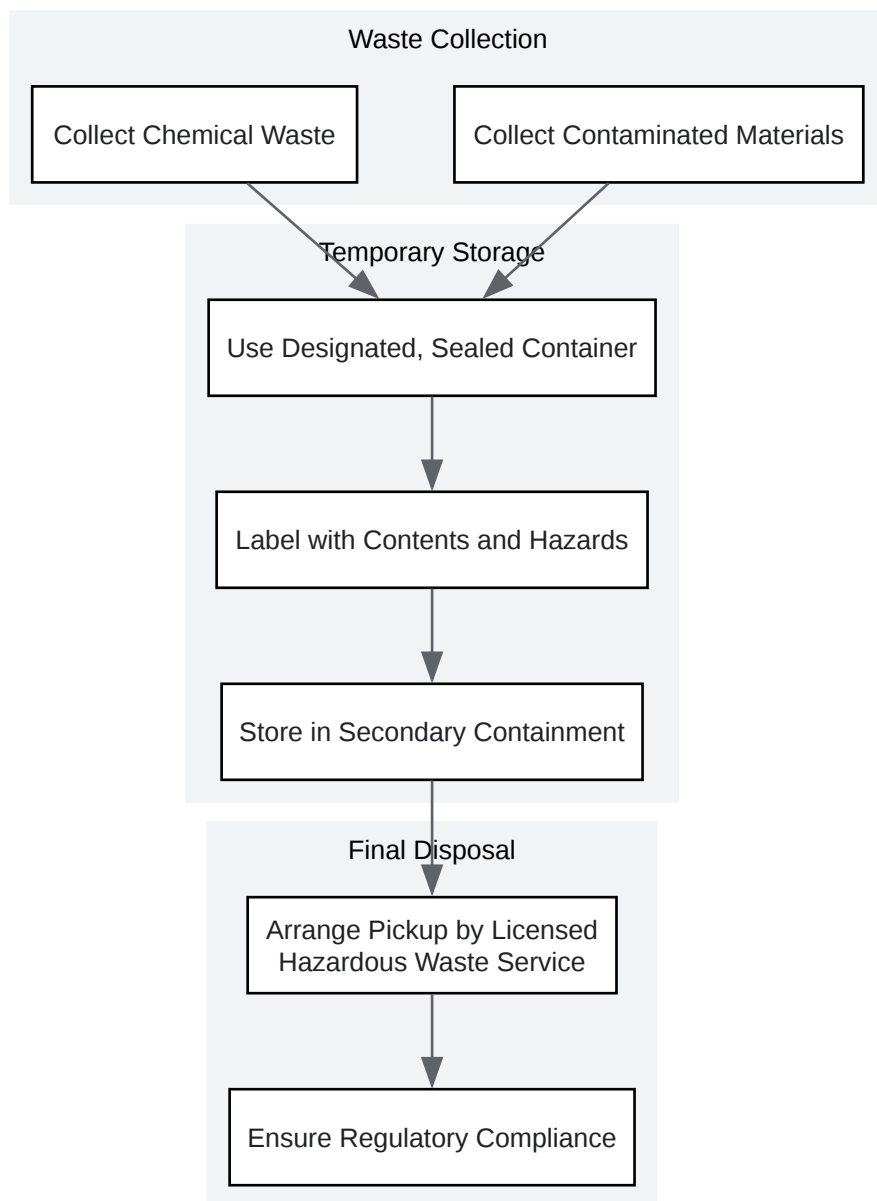 Waste Collection
Collect Chemical Waste
Collect Contaminated Materials
Temporary Storage
Use Designated, Sealed Container
Label with Contents and Hazards
Store in Secondary Containment
Final Disposal
Arrange Pickup by Licensed
Hazardous Waste Service
Ensure Regulatory Compliance